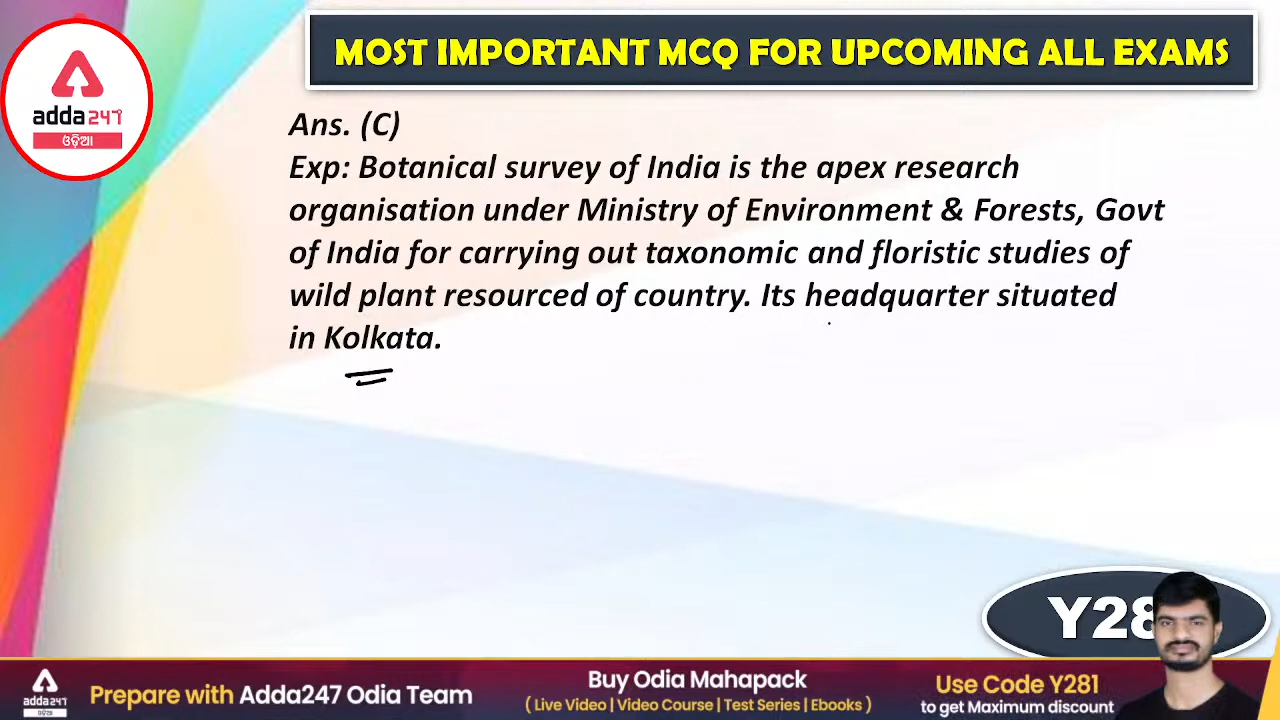 MOST IMPORTANT MCQ FOR UPCOMING ALL EXAMS
adda247
ଓଡ଼ିଆ
Ans. (C)
Exp: Botanical survey of India is the apex research
organisation under Ministry of Environment & Forests, Govt
of India for carrying out taxonomic and floristic studies of
wild plant resourced of country. Its headquarter situated
in Kolkata.
Y28
adda247
ଓଡ଼ିଆ
Prepare with Adda247 Odia Team
Buy Odia Mahapack
( Live Video | Video Course | Test Series | Ebooks )
Use Code Y281
to get Maximum discount